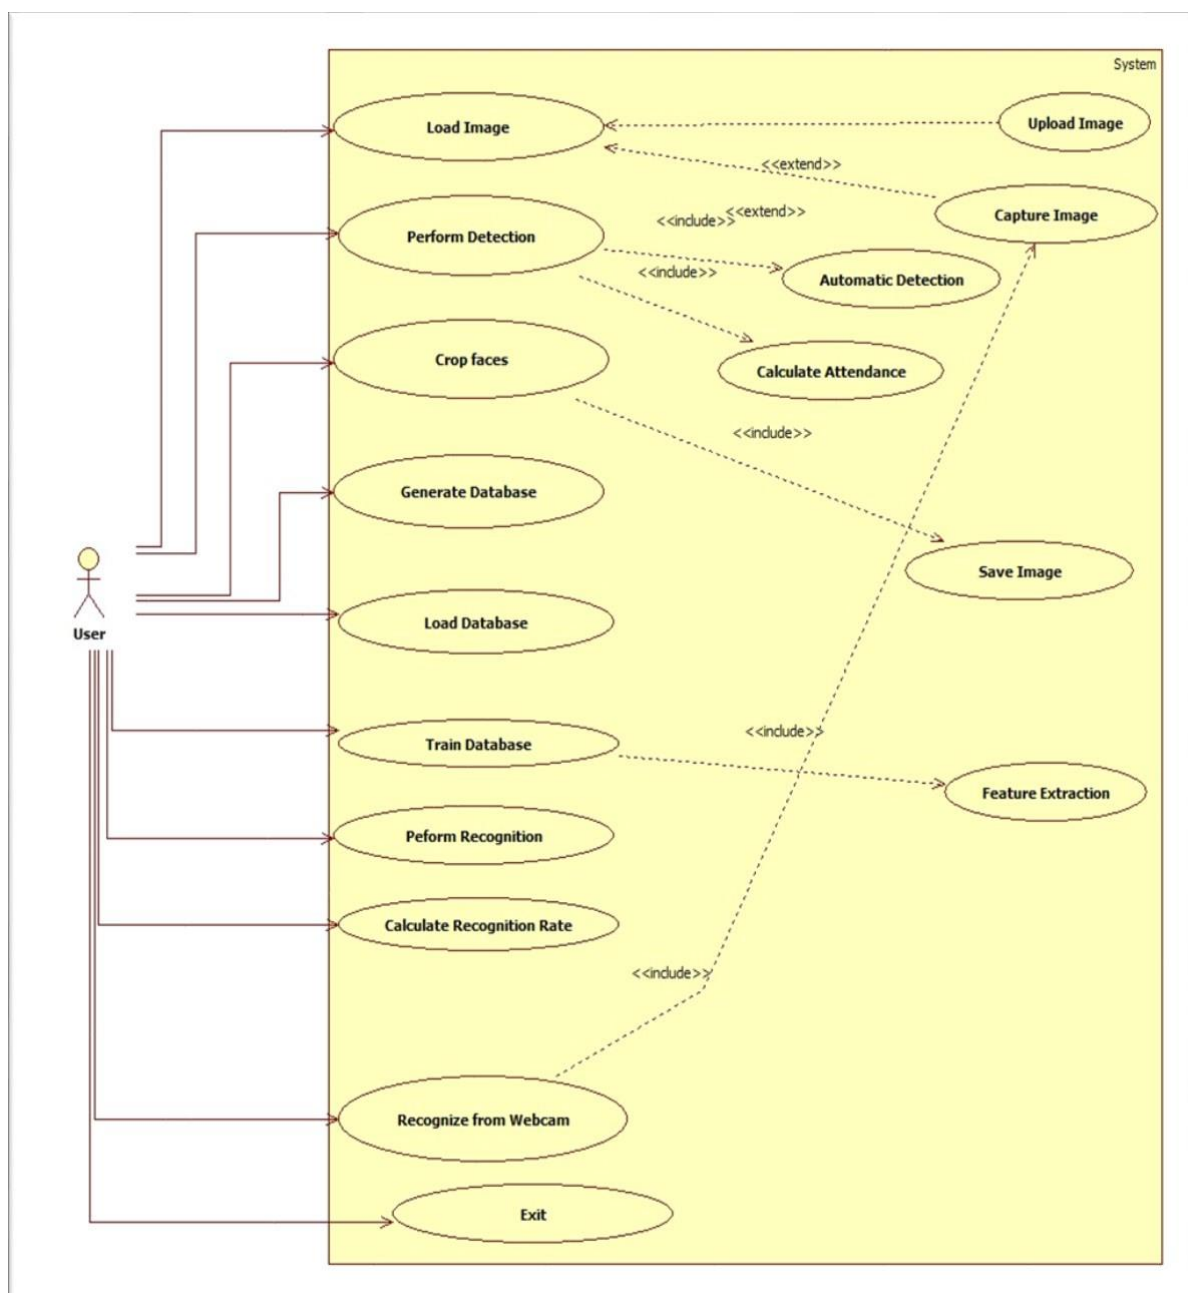 System
Load Image
Upload Image
<<extend>>
Capture Image
<<extend>>
<<include>>
Perform Detection
<<include>>
Automatic Detection
Crop faces
Calculate Attendance
<<include>>
Generate Database
Save Image
Load Database
User
<<include>>
Train Database
Feature Extraction
Peform Recognition
Calculate Recognition Rate
<<include>>
Recognize from Webcam
Exit